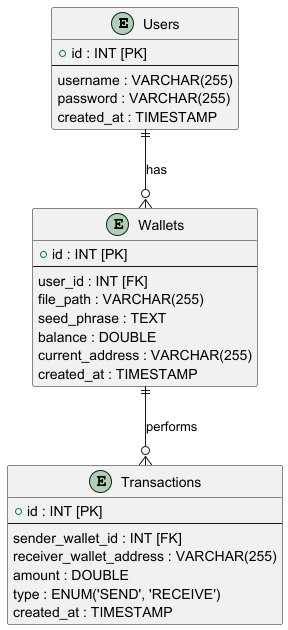 E Users
id : INT [PK]
username : VARCHAR(255)
password : VARCHAR(255)
created_at : TIMESTAMP
has
E Wallets
id : INT [PK]
user_id : INT [FK]
file_path : VARCHAR(255)
seed_phrase : TEXT
balance : DOUBLE
current_address : VARCHAR(255)
created_at : TIMESTAMP
performs
E Transactions
id : INT [PK]
sender_wallet_id : INT [FK]
receiver_wallet_address : VARCHAR(255)
amount : DOUBLE
type : ENUM('SEND', 'RECEIVE')
created_at : TIMESTAMP